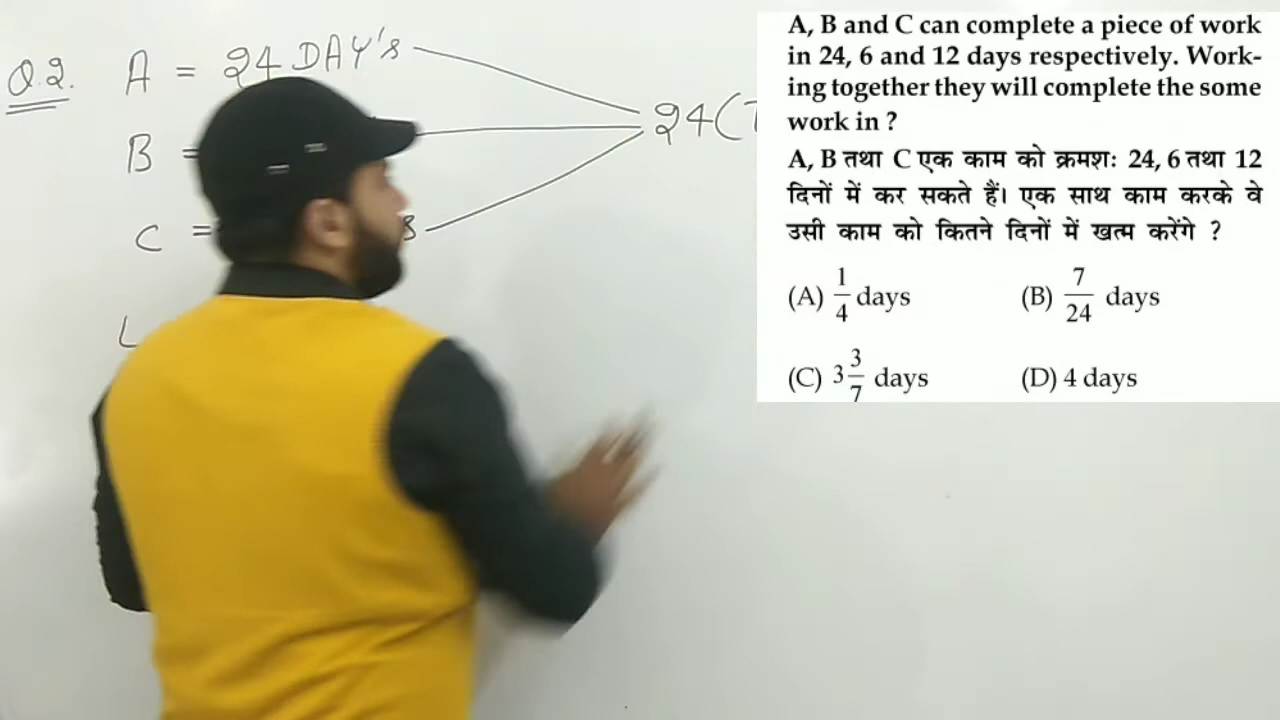 Q.2. A = 24 DAY's
B =
C =
24(
A, B and C can complete a piece of work
in 24, 6 and 12 days respectively. Work-
ing together they will complete the some
work in ?
A, B तथा C एक काम को क्रमशः 24, 6 तथा 12
दिनों में कर सकते हैं। एक साथ काम करके वे
उसी काम को कितने दिनों में खत्म करेंगे ?
(A) 1/4 days (B) 7/24 days
(C) 3 3/7 days (D) 4 days